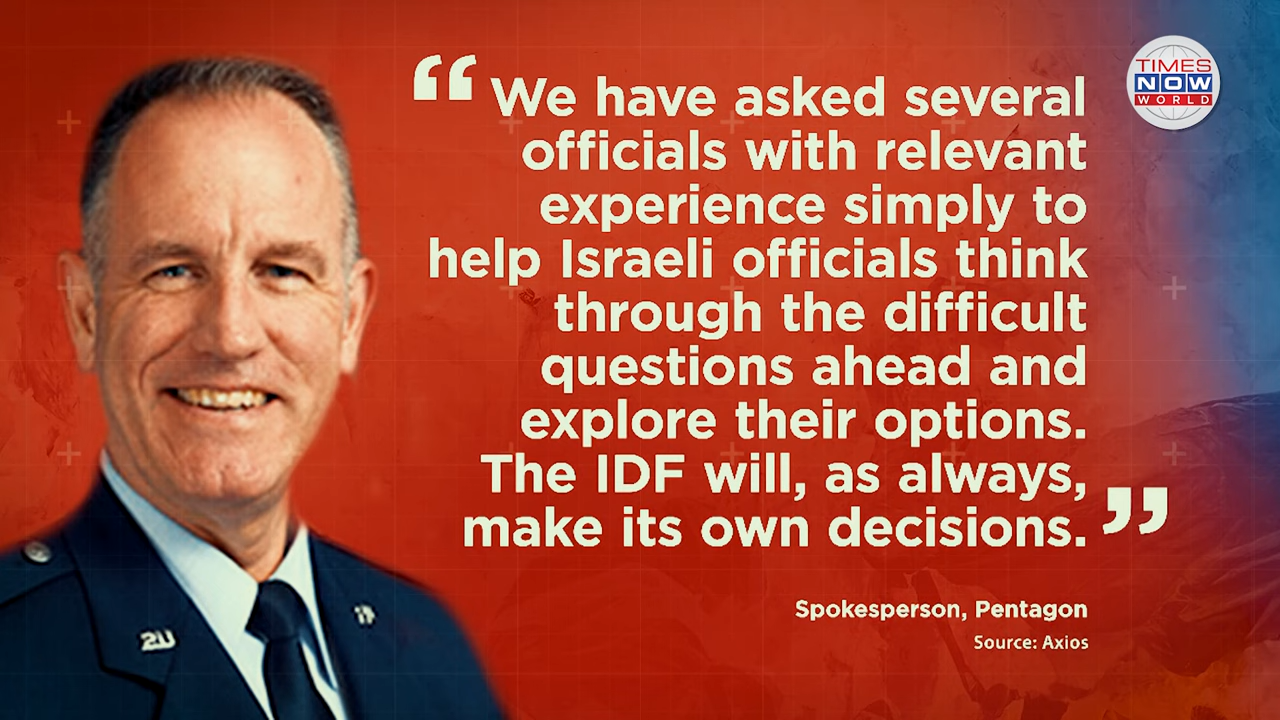 “ We have asked several
officials with relevant
experience simply to
help Israeli officials think
through the difficult
questions ahead and
explore their options.
The IDF will, as always,
make its own decisions. ”
Spokesperson, Pentagon
Source: Axios
TIMES
NOW
WORLD